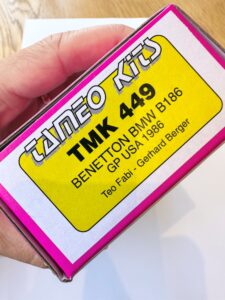 TAMEO KITS
TMK 449
BENETTON BMW B186
GP USA 1986
Teo Fabi - Gerhard Berger